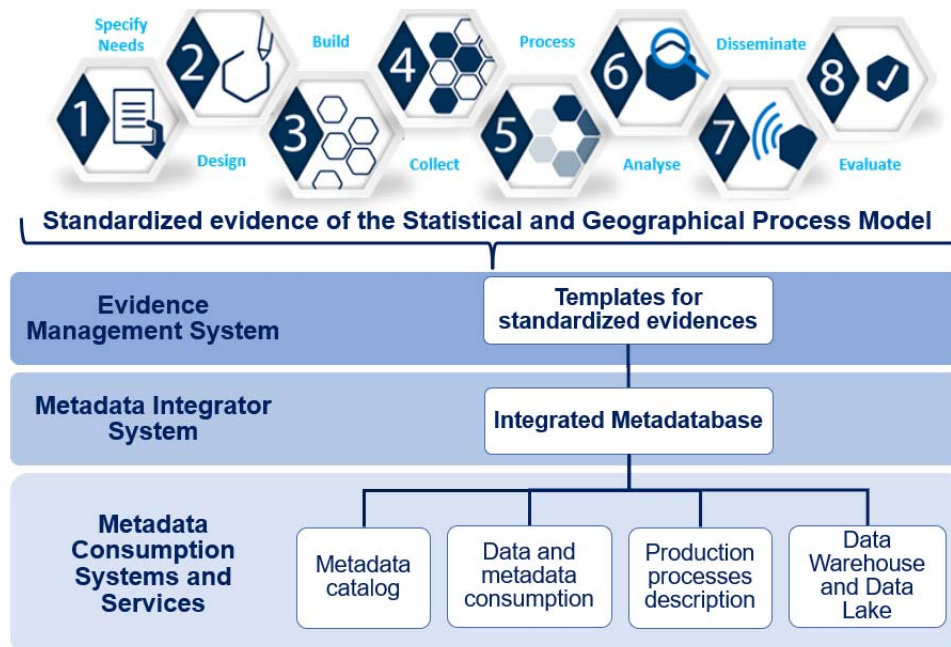 Specify
Needs
1
2
Design
Build
3
4
Collect
Process
5
6
Analyse
Disseminate
7
8
Evaluate
Standardized evidence of the Statistical and Geographical Process Model
Evidence
Management System
Templates for
standardized evidences
Metadata Integrator
System
Integrated Metadatabase
Metadata
Consumption
Systems and
Services
Metadata
catalog
Data and
metadata
consumption
Production
processes
description
Data
Warehouse
and Data
Lake